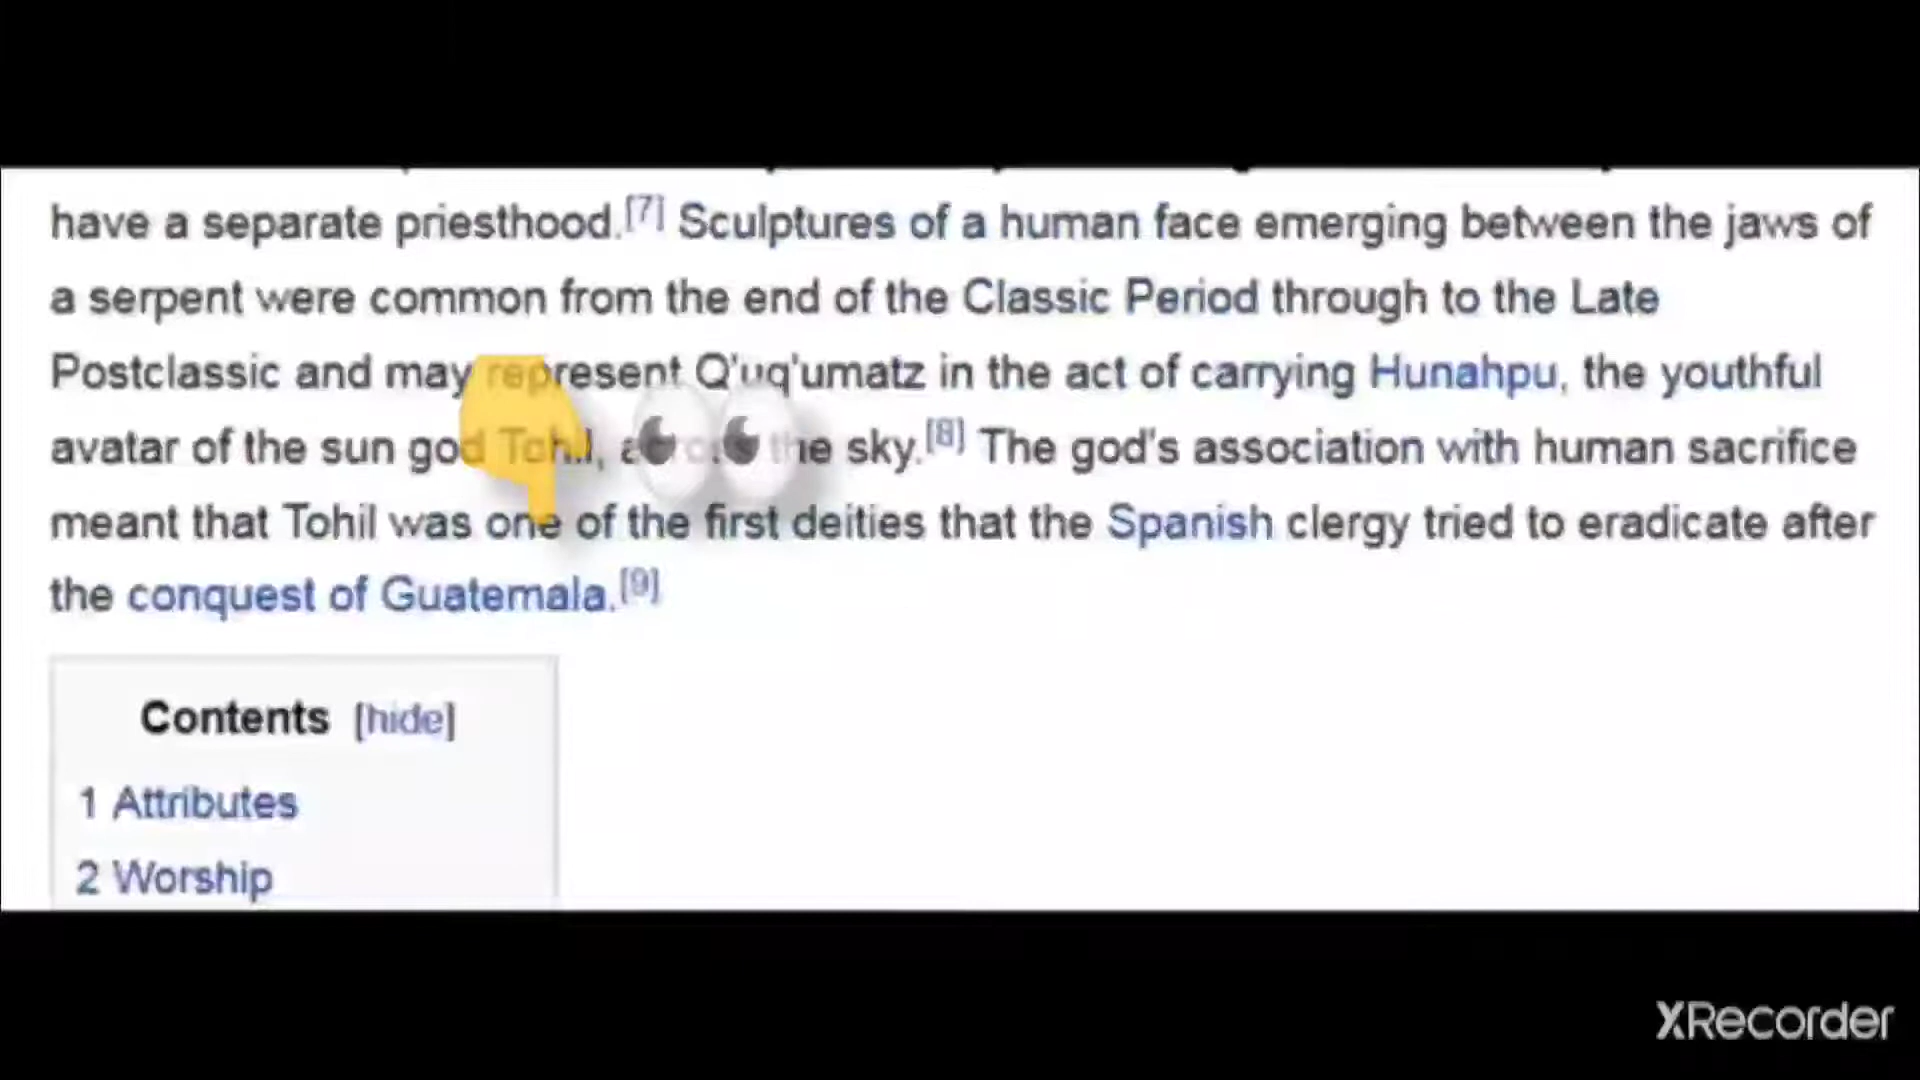 have a separate priesthood.[7] Sculptures of a human face emerging between the jaws of
a serpent were common from the end of the Classic Period through to the Late
Postclassic and may represent Q'uq'umatz in the act of carrying Hunahpu, the youthful
avatar of the sun god Tohil, across the sky.[8] The god's association with human sacrifice
meant that Tohil was one of the first deities that the Spanish clergy tried to eradicate after
the conquest of Guatemala.[9]
Contents [hide]
1 Attributes
2 Worship
XRecorder